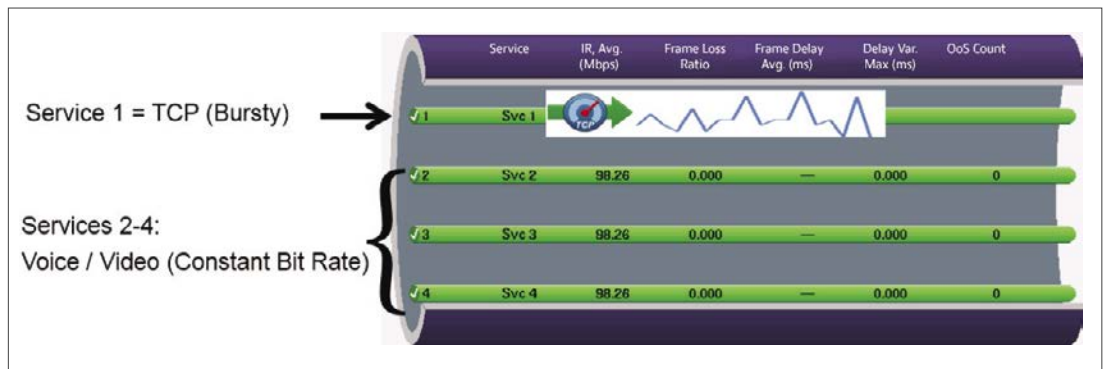 Service IR, Avg. (Mbps) Frame Loss Ratio Frame Delay Avg. (ms) Delay Var. Max (ms) OoS Count
Service 1 = TCP (Bursty)
1 Svc 1 TCP
2 Svc 2 98.26 0.000 — 0.000 0
Services 2-4:
Voice / Video (Constant Bit Rate)
3 Svc 3 98.26 0.000 — 0.000 0
4 Svc 4 98.26 0.000 — 0.000 0